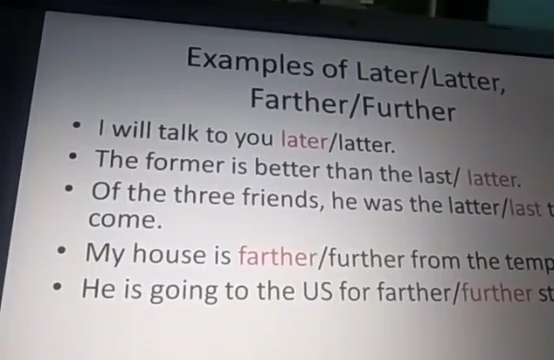 Examples of Later/Latter,
Farther/Further
• I will talk to you later/latter.
• The former is better than the last/ latter.
• Of the three friends, he was the latter/last t
come.
• My house is farther/further from the temp
• He is going to the US for farther/further st